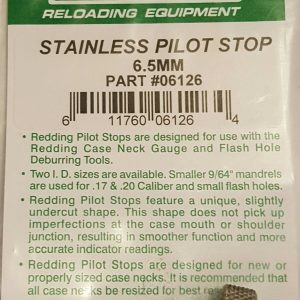 RELOADING EQUIPMENT
STAINLESS PILOT STOP
6.5MM
PART #06126
6 11760 06126 4
• Redding Pilot Stops are designed for use with the
Redding Case Neck Gauge and Flash Hole
Deburring Tools.
• Two I.D. sizes are available. Smaller 9/64" mandrels
are used for .17 & .20 Caliber and small flash holes.
• Redding Pilot Stops feature a unique, slightly
undercut shape. This shape does not pick up
imperfections at the case mouth or shoulder
junction, resulting in smoother function and more
accurate indicator readings.
• Redding Pilot Stops are designed for new or
properly sized case necks. It is recommended that
all case necks be resized for best